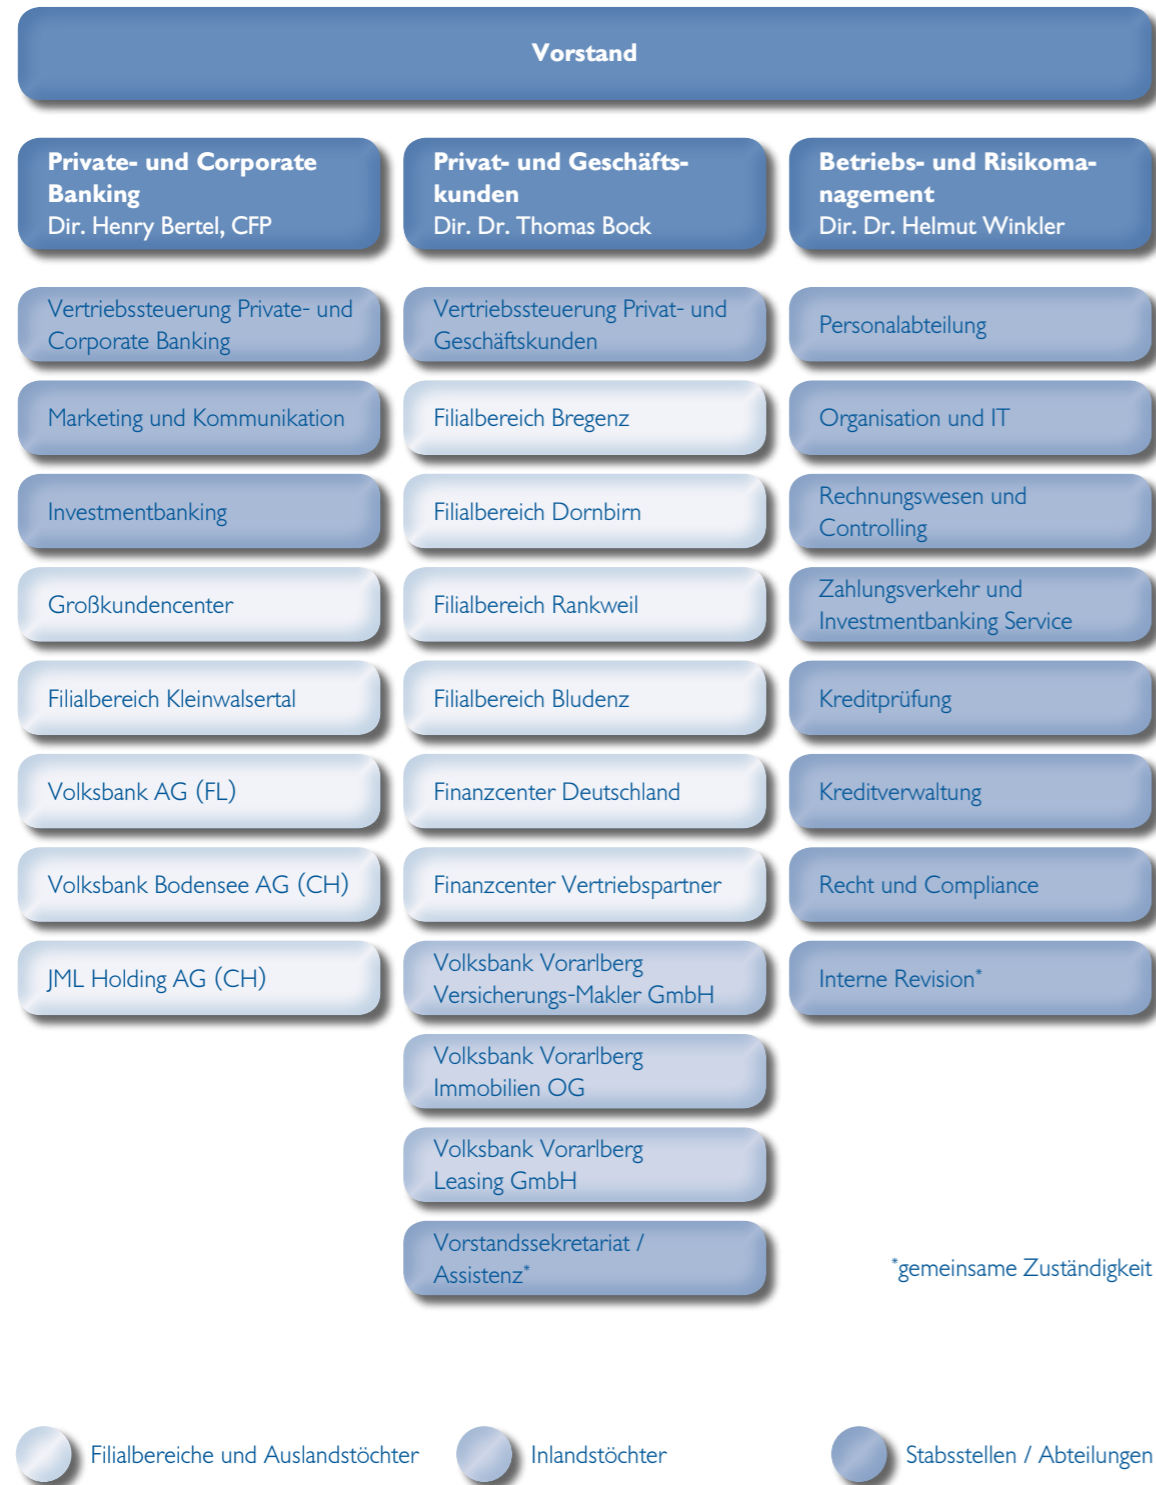 Vorstand
Private- und Corporate
Banking
Dir. Henry Bertel, CFP
Vertriebssteuerung Private- und
Corporate Banking
Marketing und Kommunikation
Investmentbanking
Großkundencenter
Filialbereich Kleinwalsertal
Volksbank AG (FL)
Volksbank Bodensee AG (CH)
JML Holding AG (CH)
Privat- und Geschäfts-
kunden
Dir. Dr. Thomas Bock
Vertriebssteuerung Privat- und
Geschäftskunden
Filialbereich Bregenz
Filialbereich Dornbirn
Filialbereich Rankweil
Filialbereich Bludenz
Finanzcenter Deutschland
Finanzcenter Vertriebspartner
Volksbank Vorarlberg
Versicherungs-Makler GmbH
Volksbank Vorarlberg
Immobilien OG
Volksbank Vorarlberg
Leasing GmbH
Vorstandssekretariat /
Assistenz*
Betriebs- und Risikoma-
nagement
Dir. Dr. Helmut Winkler
Personalabteilung
Organisation und IT
Rechnungswesen und
Controlling
Zahlungsverkehr und
Investmentbanking Service
Kreditprüfung
Kreditverwaltung
Recht und Compliance
Interne Revision*
*gemeinsame Zuständigkeit
Filialbereiche und Auslandstöchter
Inlandstöchter
Stabsstellen / Abteilungen